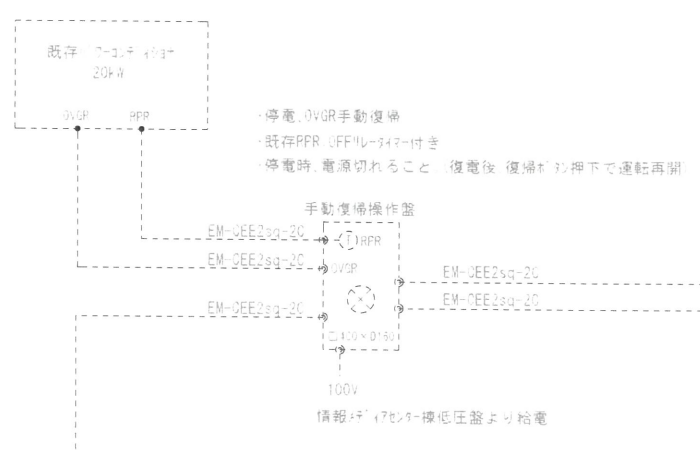 既存パワーコンディショナ
20kW
OVGR RPR
・停電、OVGR手動復帰
・既存RPR、OFFリレータイマー付き
・停電時、電源切れること、復電後、復帰ボタン押下で運転再開
手動復帰操作盤
EM-CEE2sq-2C
T RPR
EM-CEE2sq-2C
OVGR
EM-CEE2sq-2C
EM-CEE2sq-2C
EM-CEE2sq-2C
□400×D160
100V
情報メディアセンター棟低圧盤より給電